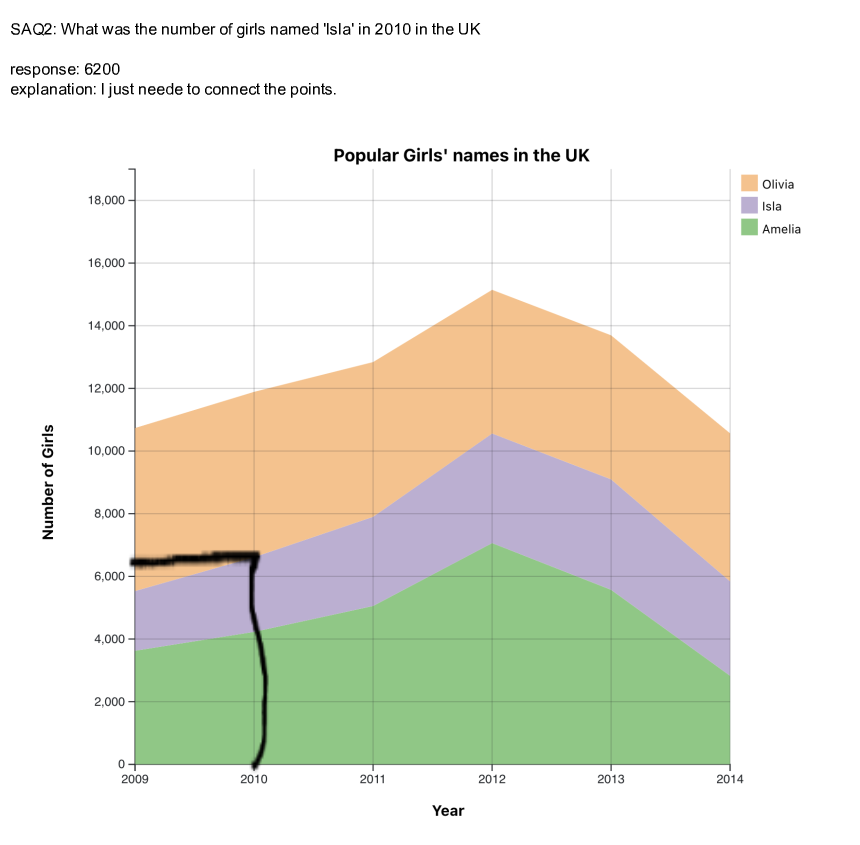 SAQ2: What was the number of girls named 'Isla' in 2010 in the UK
response: 6200
explanation: I just neede to connect the points.
Popular Girls' names in the UK
Olivia
Isla
Amelia
18,000
16,000
14,000
12,000
10,000
8,000
6,000
4,000
2,000
0
Number of Girls
2009 2010 2011 2012 2013 2014
Year